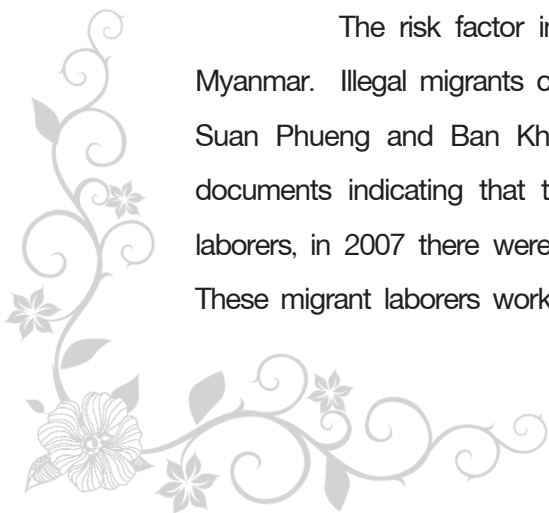 The risk factor
Myanmar. Illegal migrants
Suan Phueng and Ban
documents indicating that
laborers, in 2007 there were
These migrant laborers work